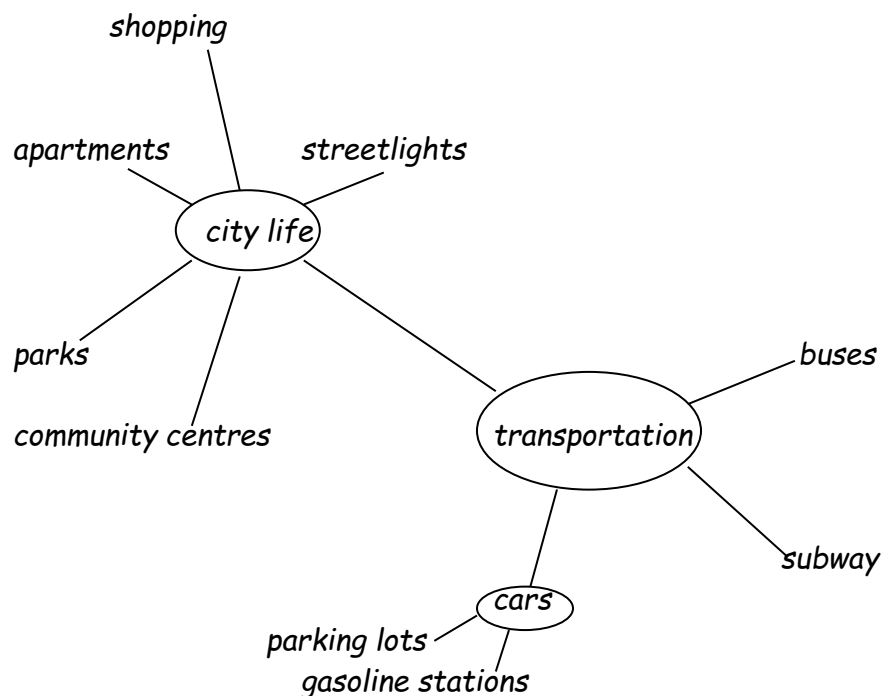 shopping
apartments
streetlights
city life
parks
buses
community centres
transportation
subway
cars
parking lots
gasoline stations